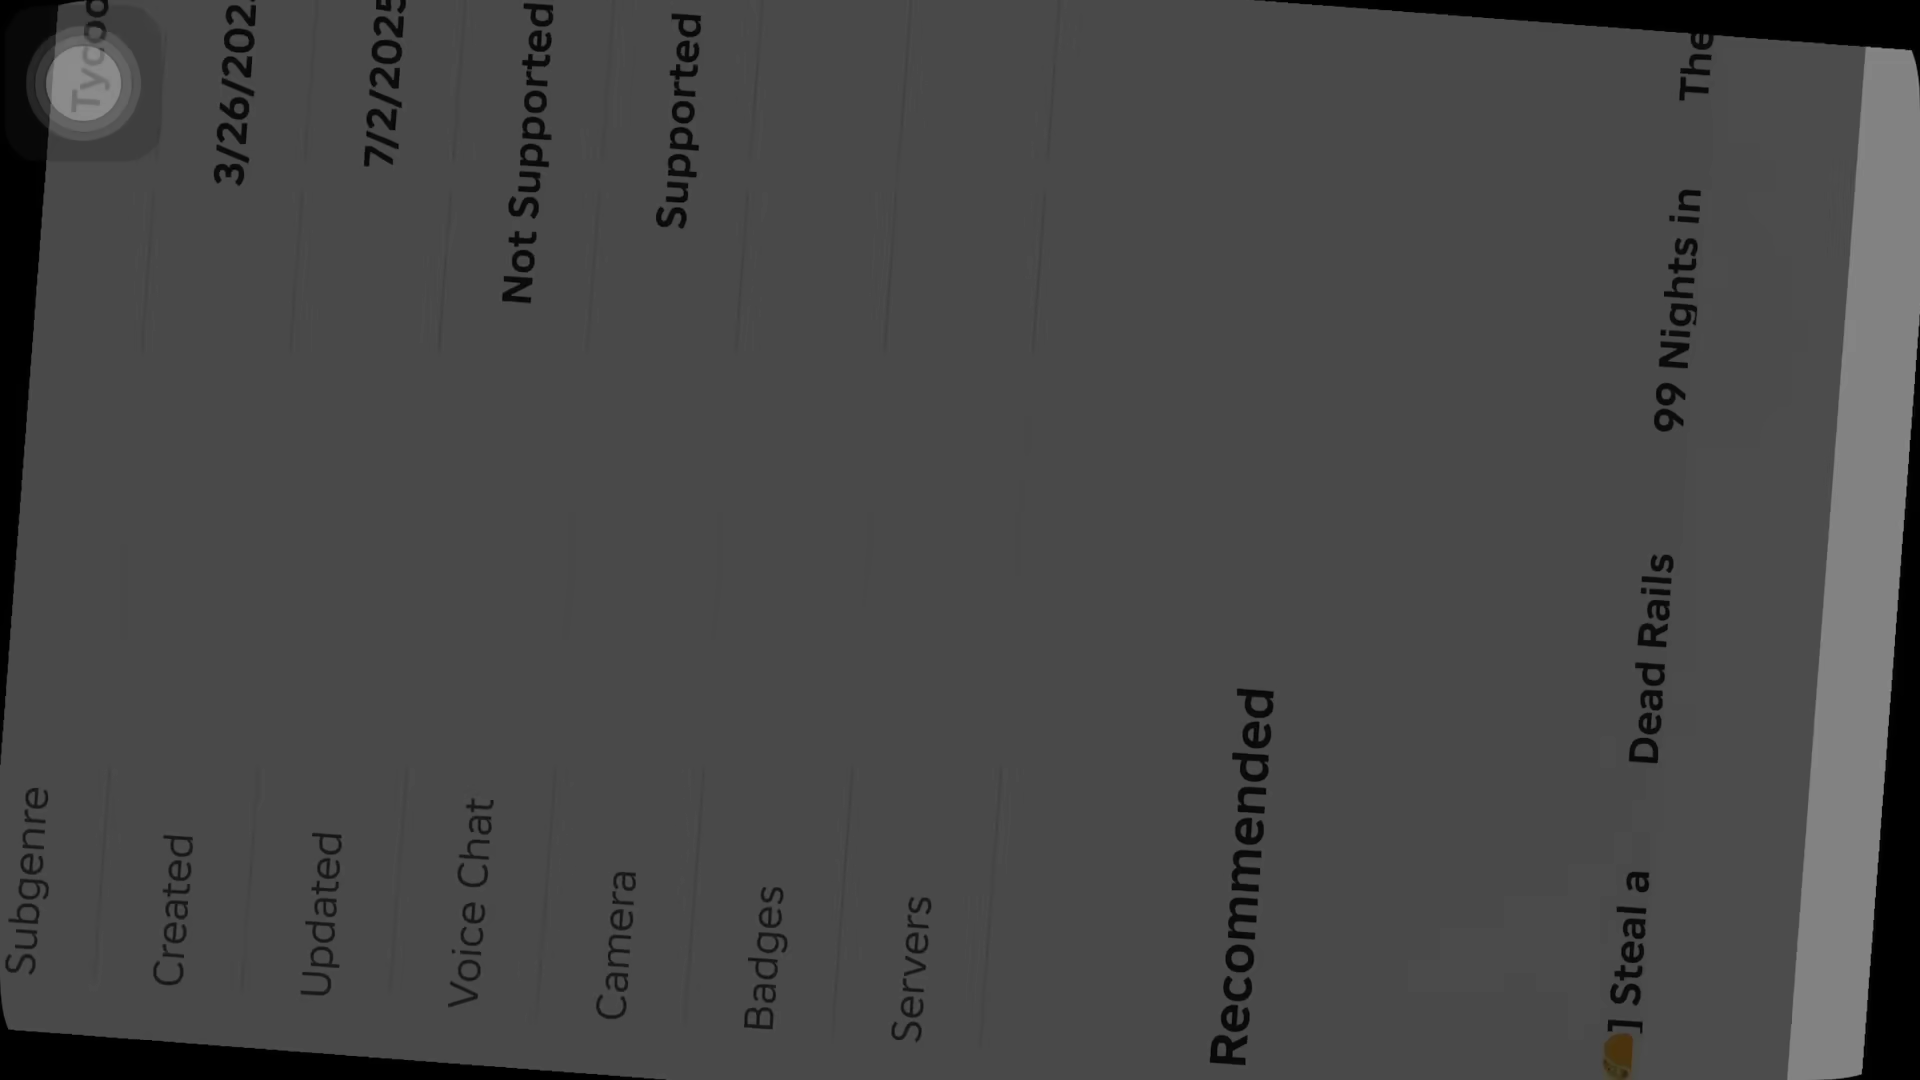 Subgenre Tycoo
Created 3/26/202
Updated 7/2/2025
Voice Chat Not Supported
Camera Supported
Badges
Servers
Recommended
🌮] Steal a Dead Rails 99 Nights in The